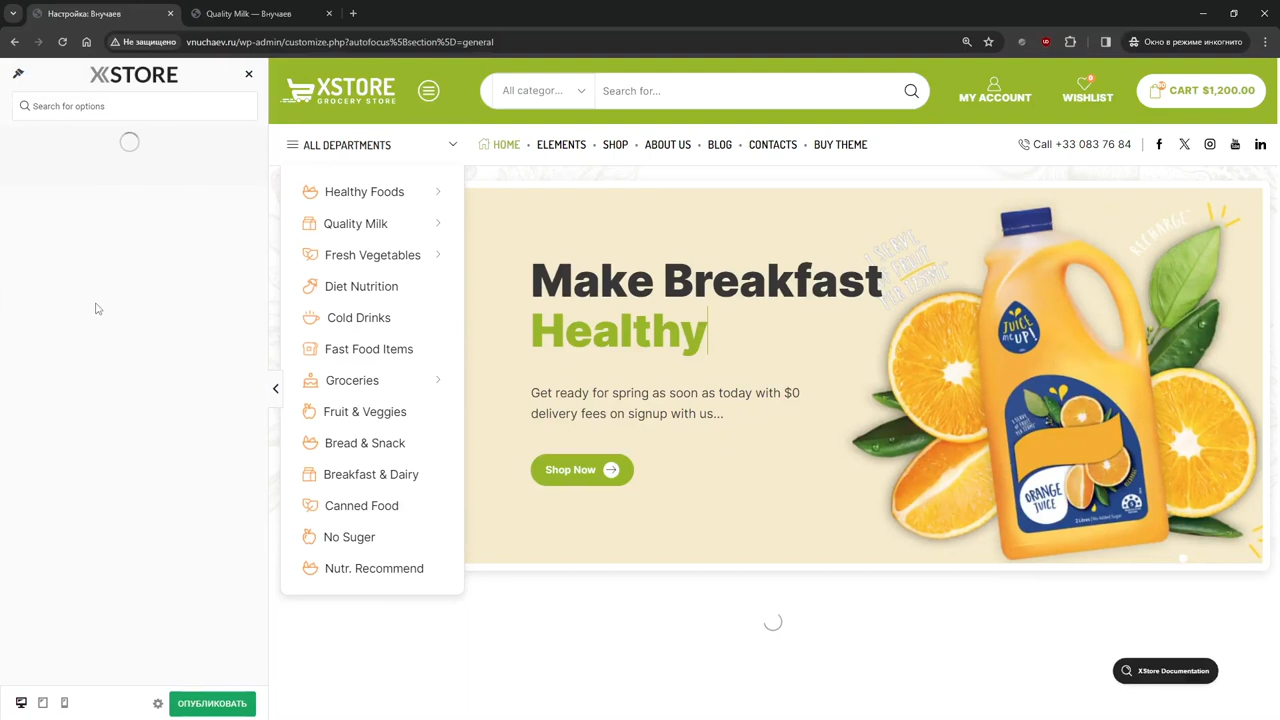 Настройка: Внучаев
Quality Milk — Внучаев
Не защищено
vnuchaev.ru/wp-admin/customize.php?autofocus%5Bsection%5D=general
Окно в режиме инкогнито
XSTORE
Search for options
XSTORE
GROCERY STORE
All categor...
Search for...
MY ACCOUNT
0
WISHLIST
CART $1,200.00
ALL DEPARTMENTS
HOME
ELEMENTS
SHOP
ABOUT US
BLOG
CONTACTS
BUY THEME
Call +33 083 76 84
Healthy Foods
Quality Milk
Fresh Vegetables
Diet Nutrition
Cold Drinks
Fast Food Items
Groceries
Fruit & Veggies
Bread & Snack
Breakfast & Dairy
Canned Food
No Suger
Nutr. Recommend
Make Breakfast
Healthy
Get ready for spring as soon as today with $0
delivery fees on signup with us...
Shop Now
I SERVE
RECHARGE
JUICE
ME UP!
ORANGE
JUICE
XStore Documentation
ОПУБЛИКОВАТЬ